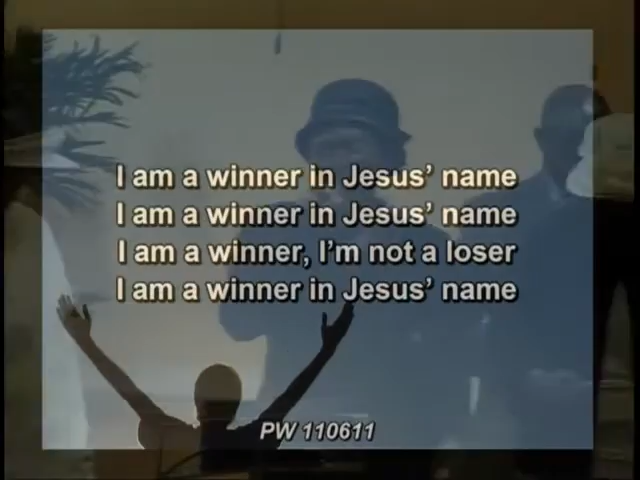 I am a winner in Jesus’ name
I am a winner in Jesus’ name
I am a winner, I’m not a loser
I am a winner in Jesus’ name
PW 110611